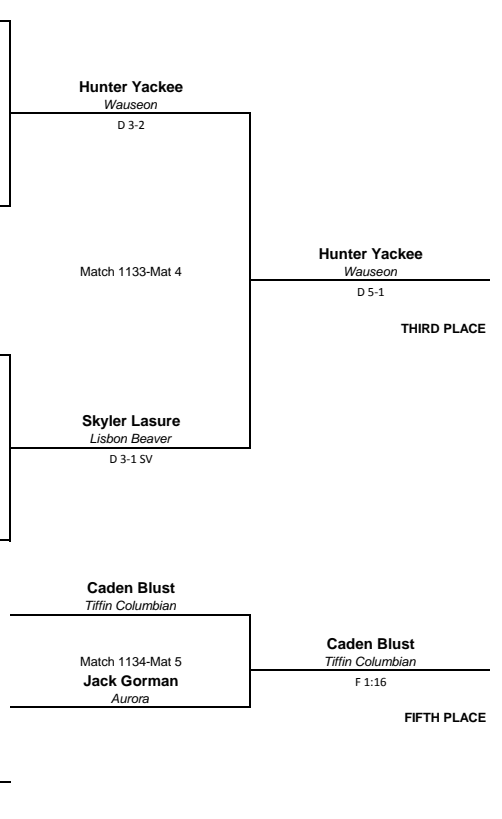 Hunter Yackee
Wauseon
D 3-2
Match 1133-Mat 4
Hunter Yackee
Wauseon
D 5-1
THIRD PLACE
Skyler Lasure
Lisbon Beaver
D 3-1 SV
Caden Blust
Tiffin Columbian
Match 1134-Mat 5
Jack Gorman
Aurora
Caden Blust
Tiffin Columbian
F 1:16
FIFTH PLACE